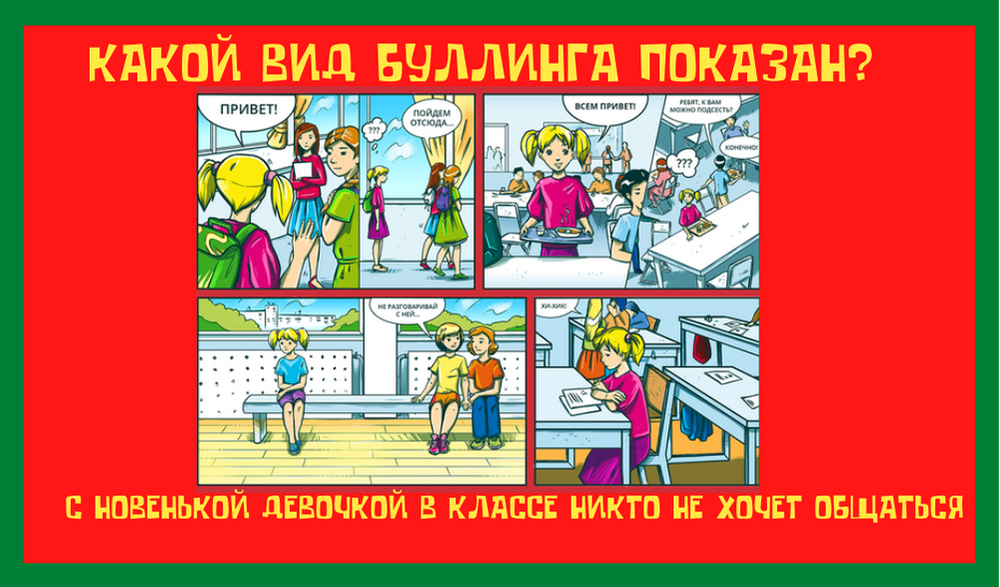 КАКОЙ ВИД БУЛЛИНГА ПОКАЗАН?
ПРИВЕТ!
???
ПОЙДЕМ
ОТСЮДА...
ВСЕМ ПРИВЕТ!
РЕБЯТ, К ВАМ
МОЖНО ПОДСЕСТЬ?
КОНЕЧНО!
???
НЕ РАЗГОВАРИВАЙ
С НЕЙ...
ХИ-ХИХ!
С НОВЕНЬКОЙ ДЕВОЧКОЙ В КЛАССЕ НИКТО НЕ ХОЧЕТ ОБЩАТЬСЯ